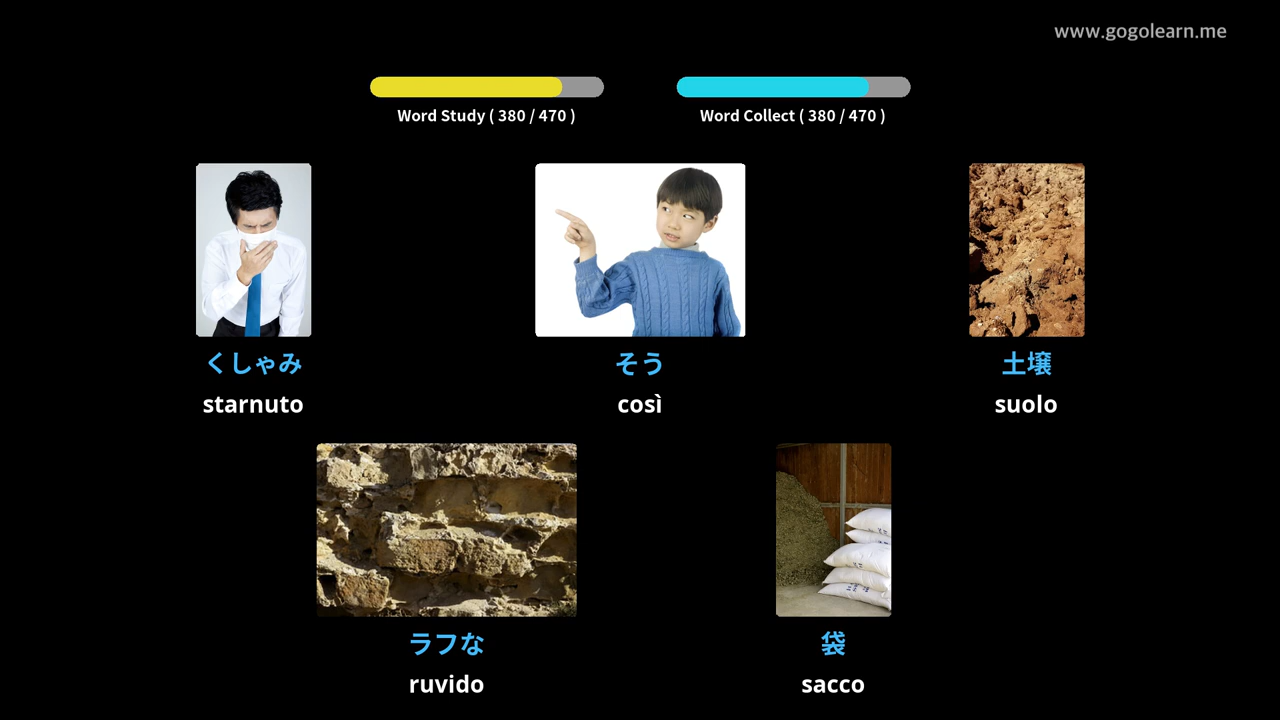 www.gogolearn.me
Word Study ( 380 / 470 )
Word Collect ( 380 / 470 )
くしゃみ
starnuto
そう
così
土壌
suolo
ラフな
ruvido
袋
sacco